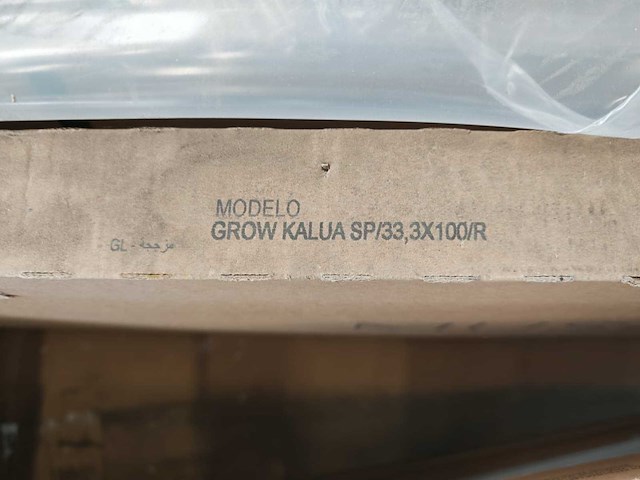 MODELO
GROW KALUA SP/33,3X100/R
GL - مزججة